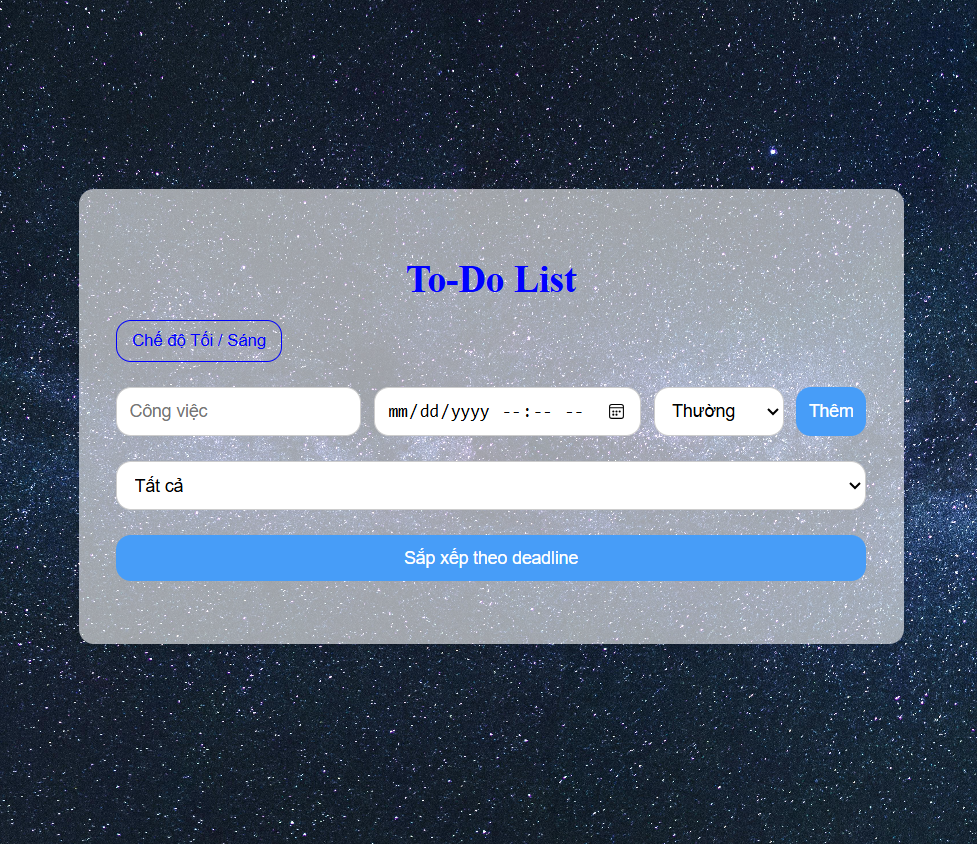 To-Do List
Chế độ Tối / Sáng
Công việc mm/dd/yyyy --:-- -- Thường Thêm
Tất cả
Sắp xếp theo deadline